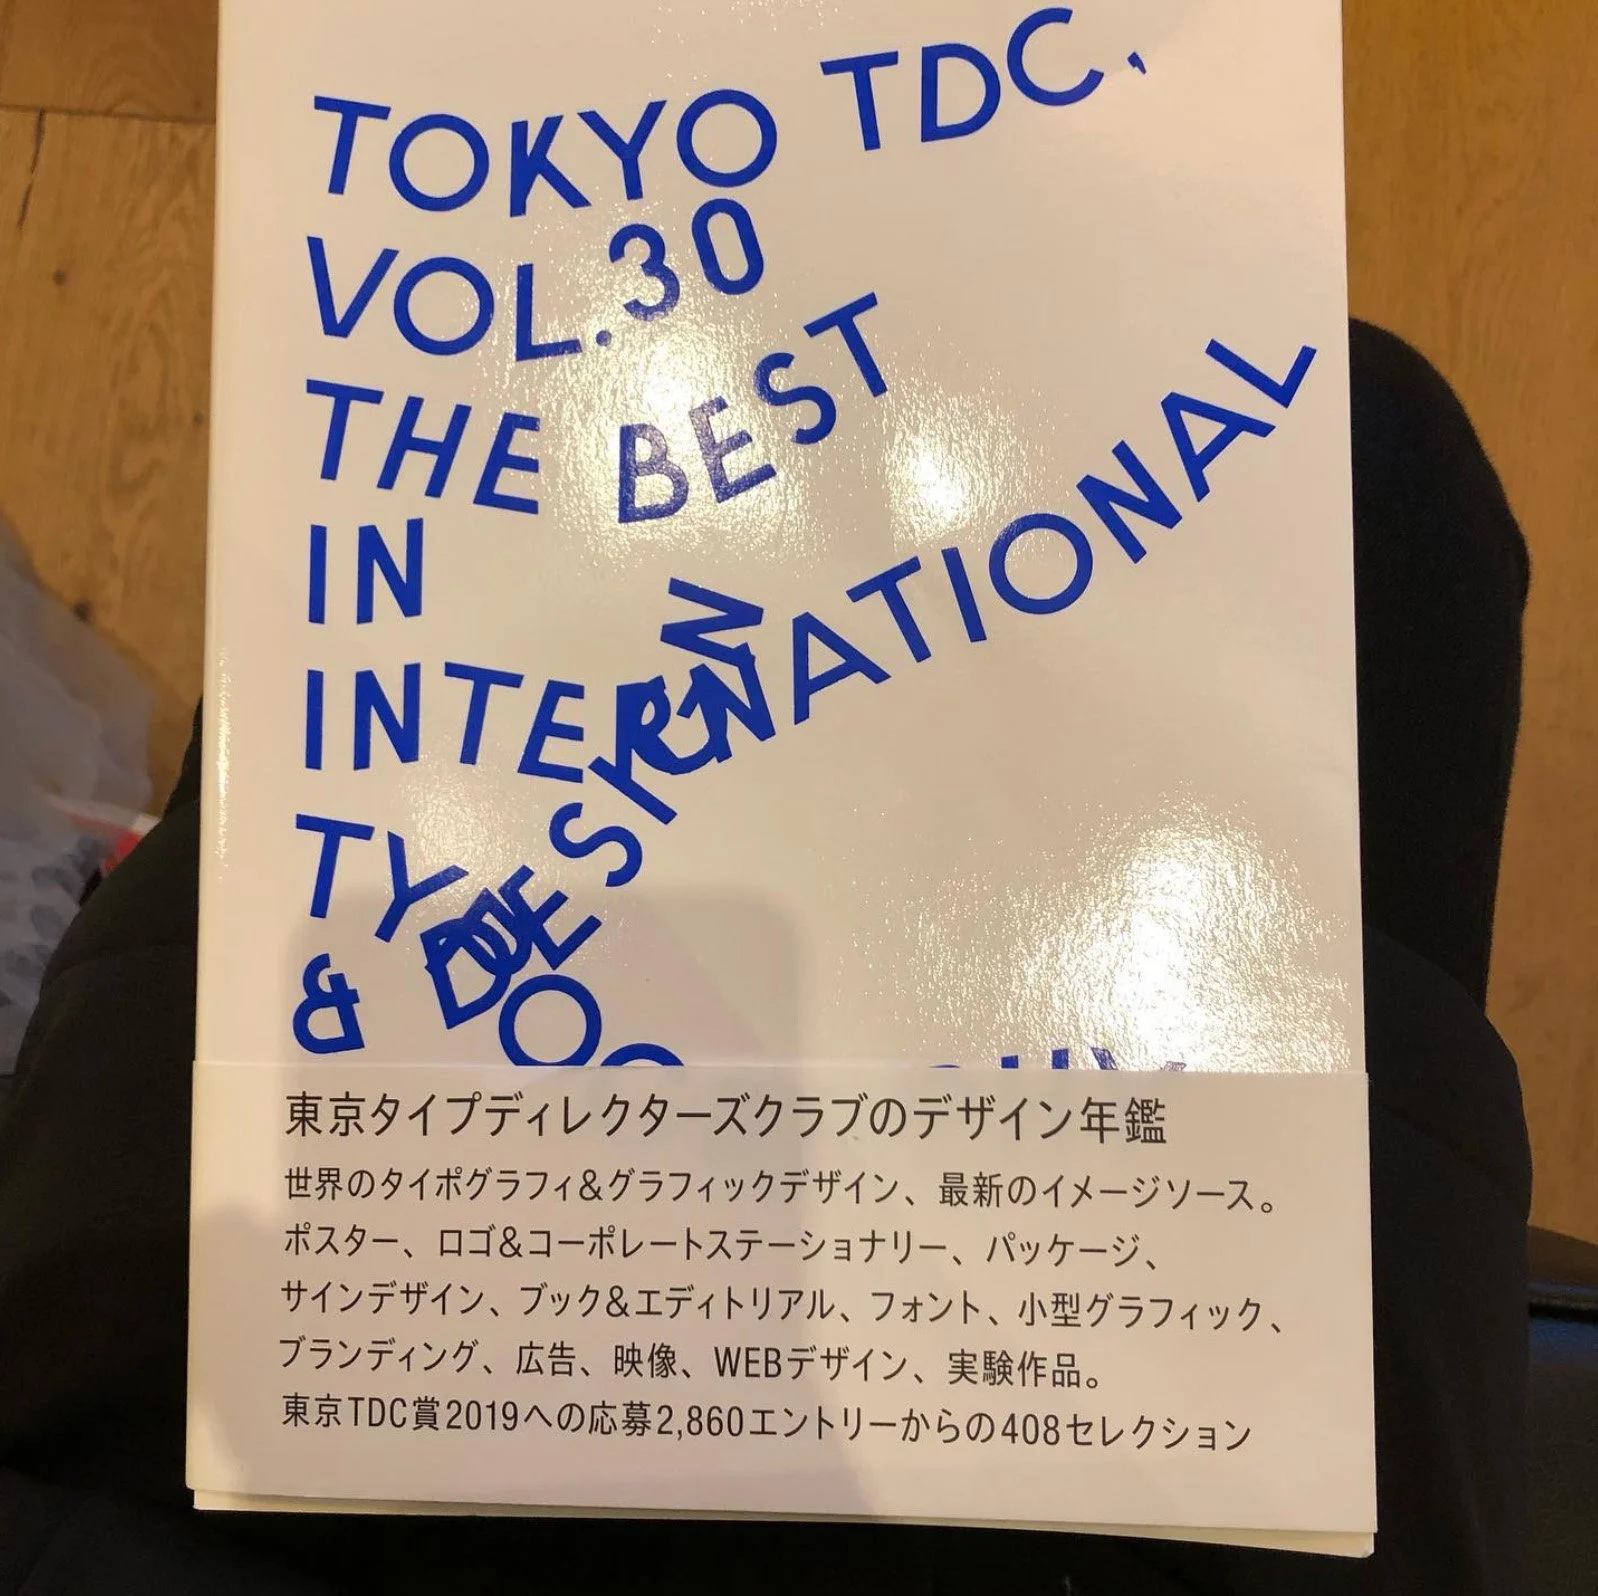 TOKYO TDC,
VOL.30
THE BEST
IN
INTERNATIONAL
TY
DESIGN
&
東京タイプディレクターズクラブのデザイン年鑑
世界のタイポグラフィ&グラフィックデザイン、最新のイメージソース。
ポスター、ロゴ&コーポレートステーショナリー、パッケージ、
サインデザイン、ブック&エディトリアル、フォント、小型グラフィック、
ブランディング、広告、映像、WEBデザイン、実験作品。
東京TDC賞2019への応募2,860エントリーからの408セレクション